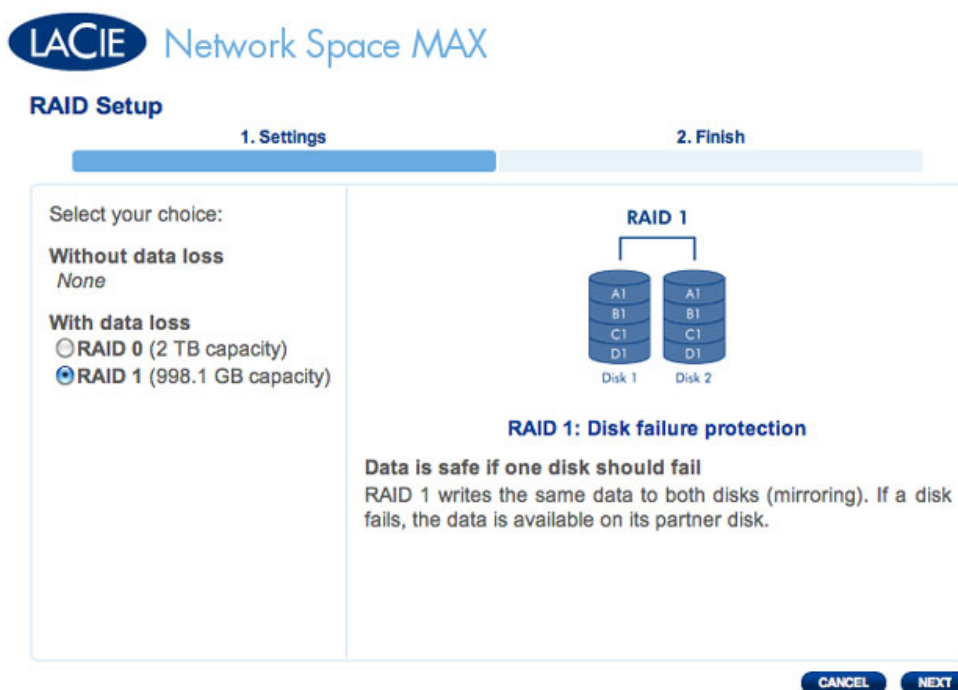 LACIE Network Space MAX
RAID Setup
1. Settings
2. Finish
Select your choice:
Without data loss
None
With data loss
RAID 0 (2 TB capacity)
RAID 1 (998.1 GB capacity)
RAID 1
A1 A1
B1 B1
C1 C1
D1 D1
Disk 1 Disk 2
RAID 1: Disk failure protection
Data is safe if one disk should fail
RAID 1 writes the same data to both disks (mirroring). If a disk
fails, the data is available on its partner disk.
CANCEL NEXT